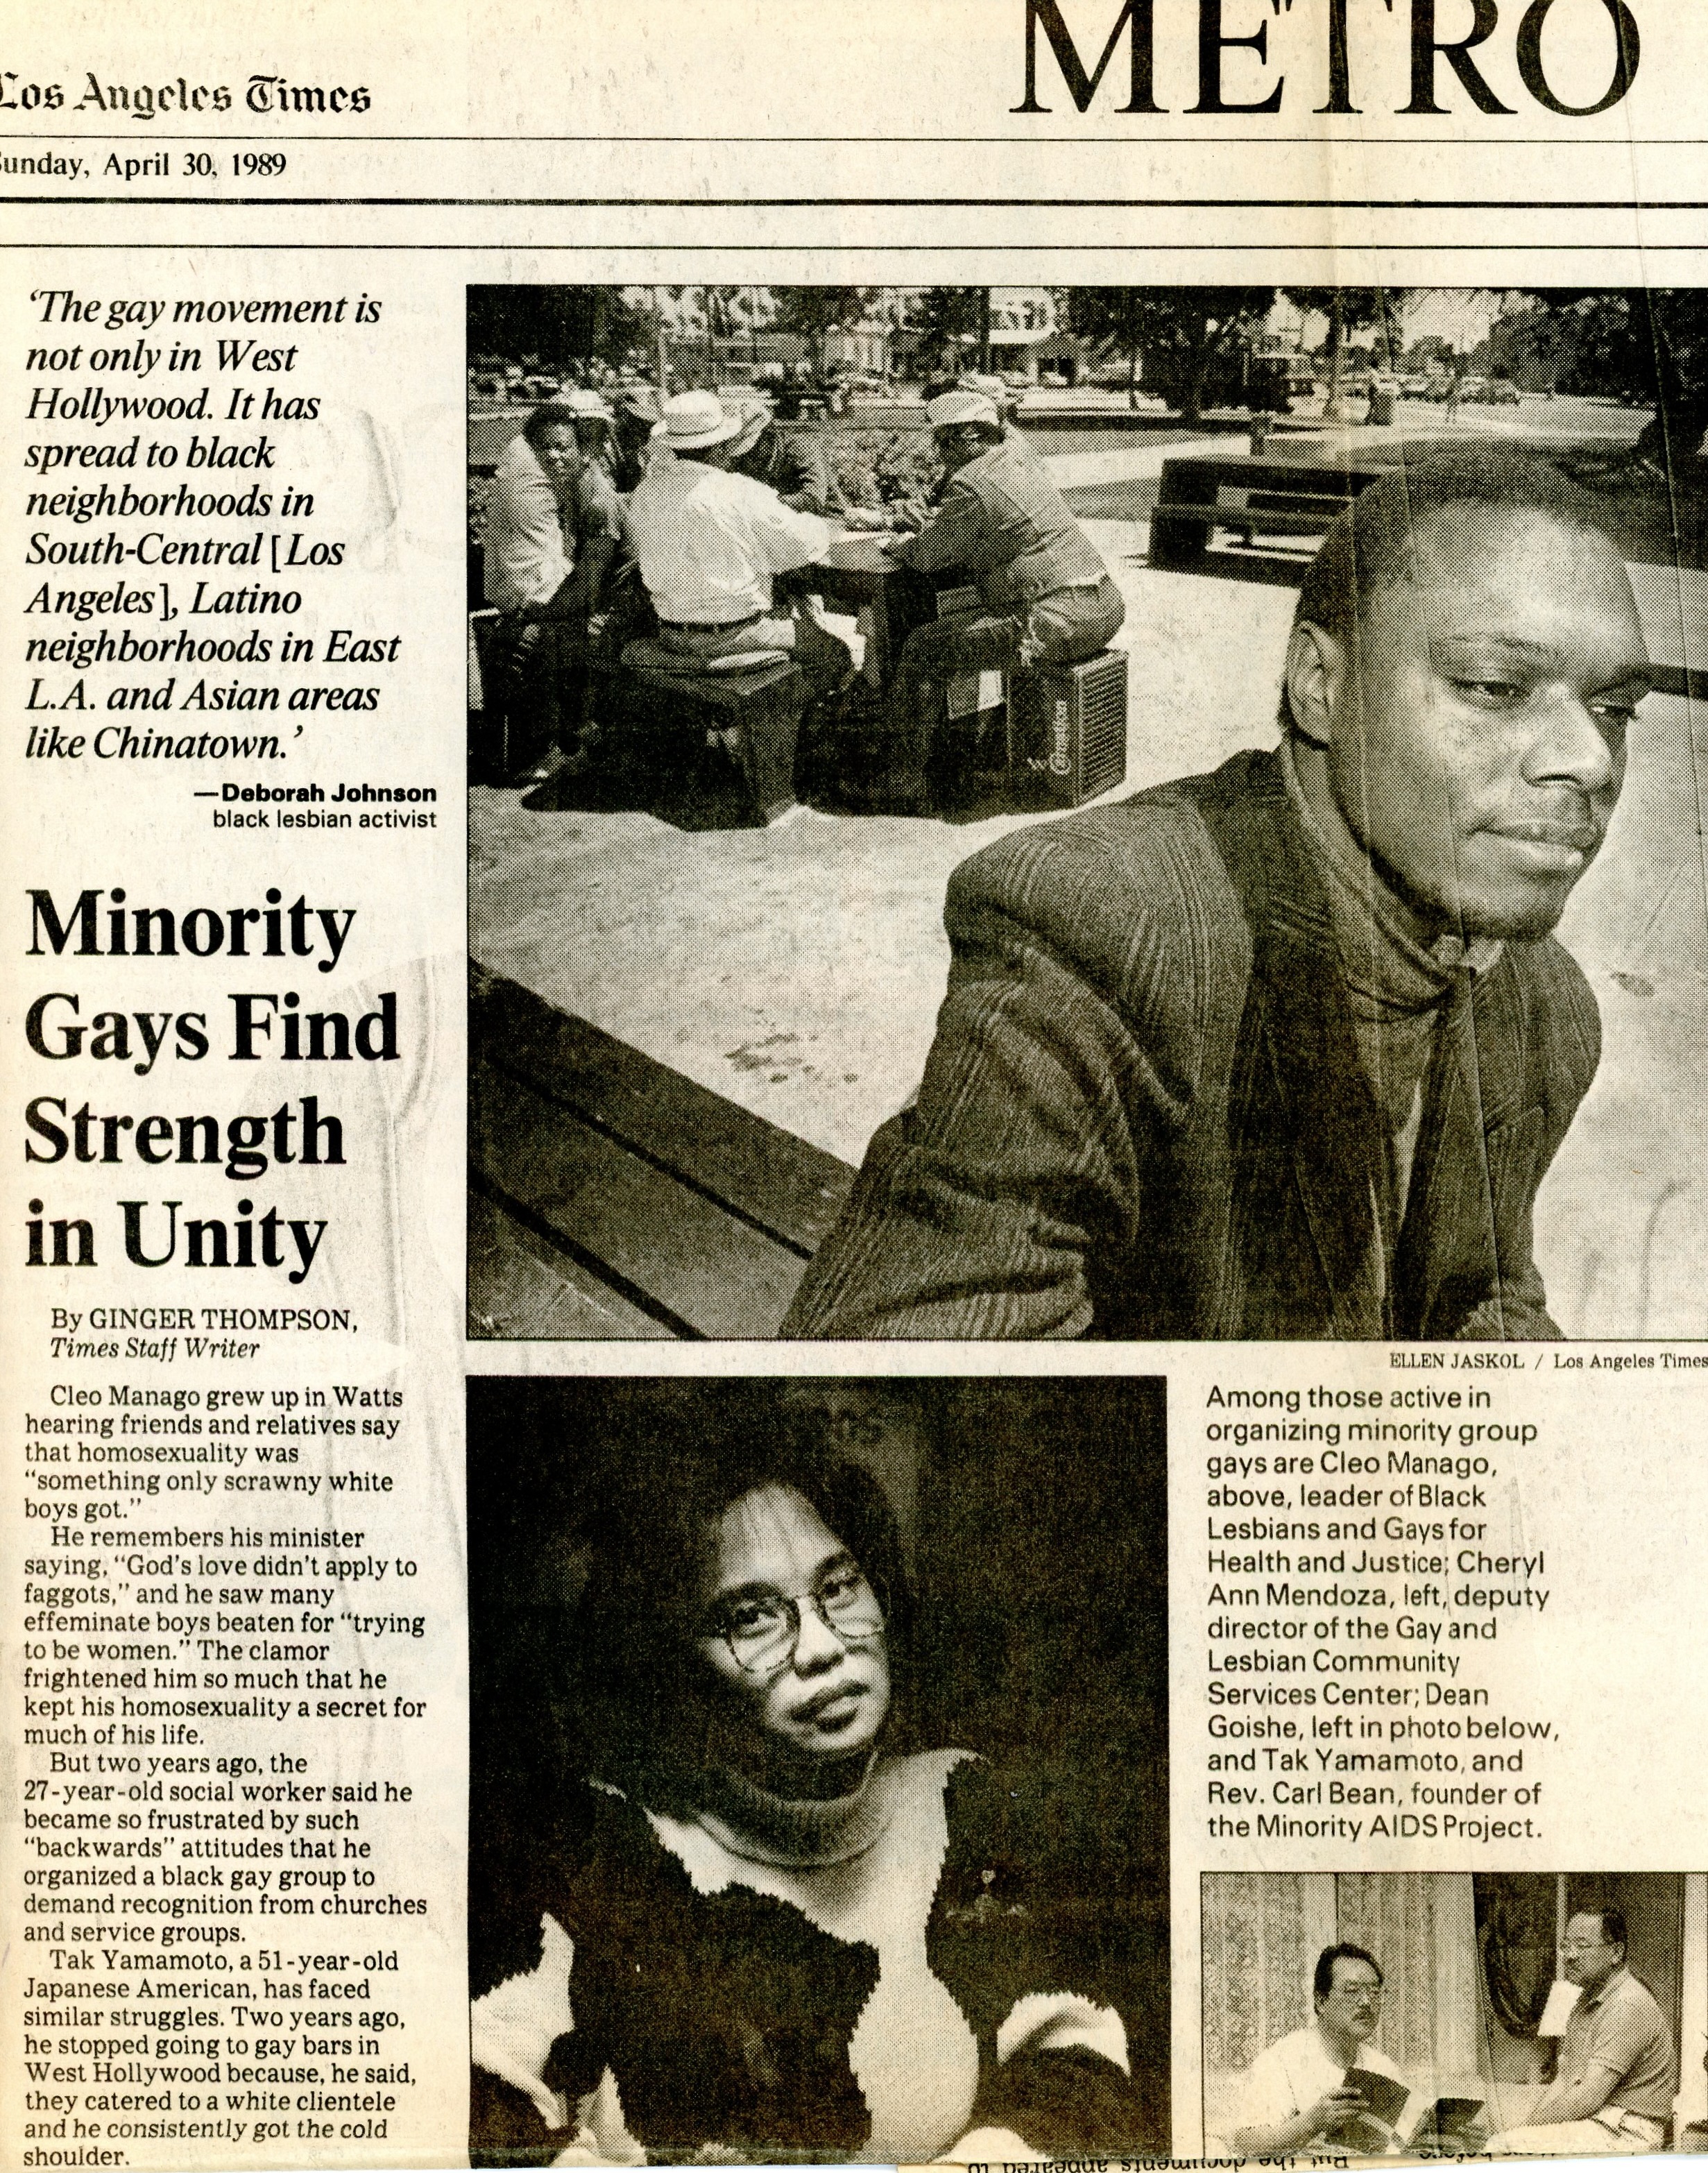 METRO
Los Angeles Times
Sunday, April 30, 1989
‘The gay movement is
not only in West
Hollywood. It has
spread to black
neighborhoods in
South-Central [Los
Angeles], Latino
neighborhoods in East
L.A. and Asian areas
like Chinatown.’
—Deborah Johnson
black lesbian activist
Minority
Gays Find
Strength
in Unity
By GINGER THOMPSON,
Times Staff Writer
Cleo Manago grew up in Watts
hearing friends and relatives say
that homosexuality was
“something only scrawny white
boys got.”
He remembers his minister
saying, “God’s love didn’t apply to
faggots,” and he saw many
effeminate boys beaten for “trying
to be women.” The clamor
frightened him so much that he
kept his homosexuality a secret for
much of his life.
But two years ago, the
27-year-old social worker said he
became so frustrated by such
“backwards” attitudes that he
organized a black gay group to
demand recognition from churches
and service groups.
Tak Yamamoto, a 51-year-old
Japanese American, has faced
similar struggles. Two years ago,
he stopped going to gay bars in
West Hollywood because, he said,
they catered to a white clientele
and he consistently got the cold
shoulder.
Winston
ELLEN JASKOL / Los Angeles Times
Among those active in
organizing minority group
gays are Cleo Manago,
above, leader of Black
Lesbians and Gays for
Health and Justice; Cheryl
Ann Mendoza, left, deputy
director of the Gay and
Lesbian Community
Services Center; Dean
Goishe, left in photo below,
and Tak Yamamoto, and
Rev. Carl Bean, founder of
the Minority AIDS Project.
But the documents appeared to